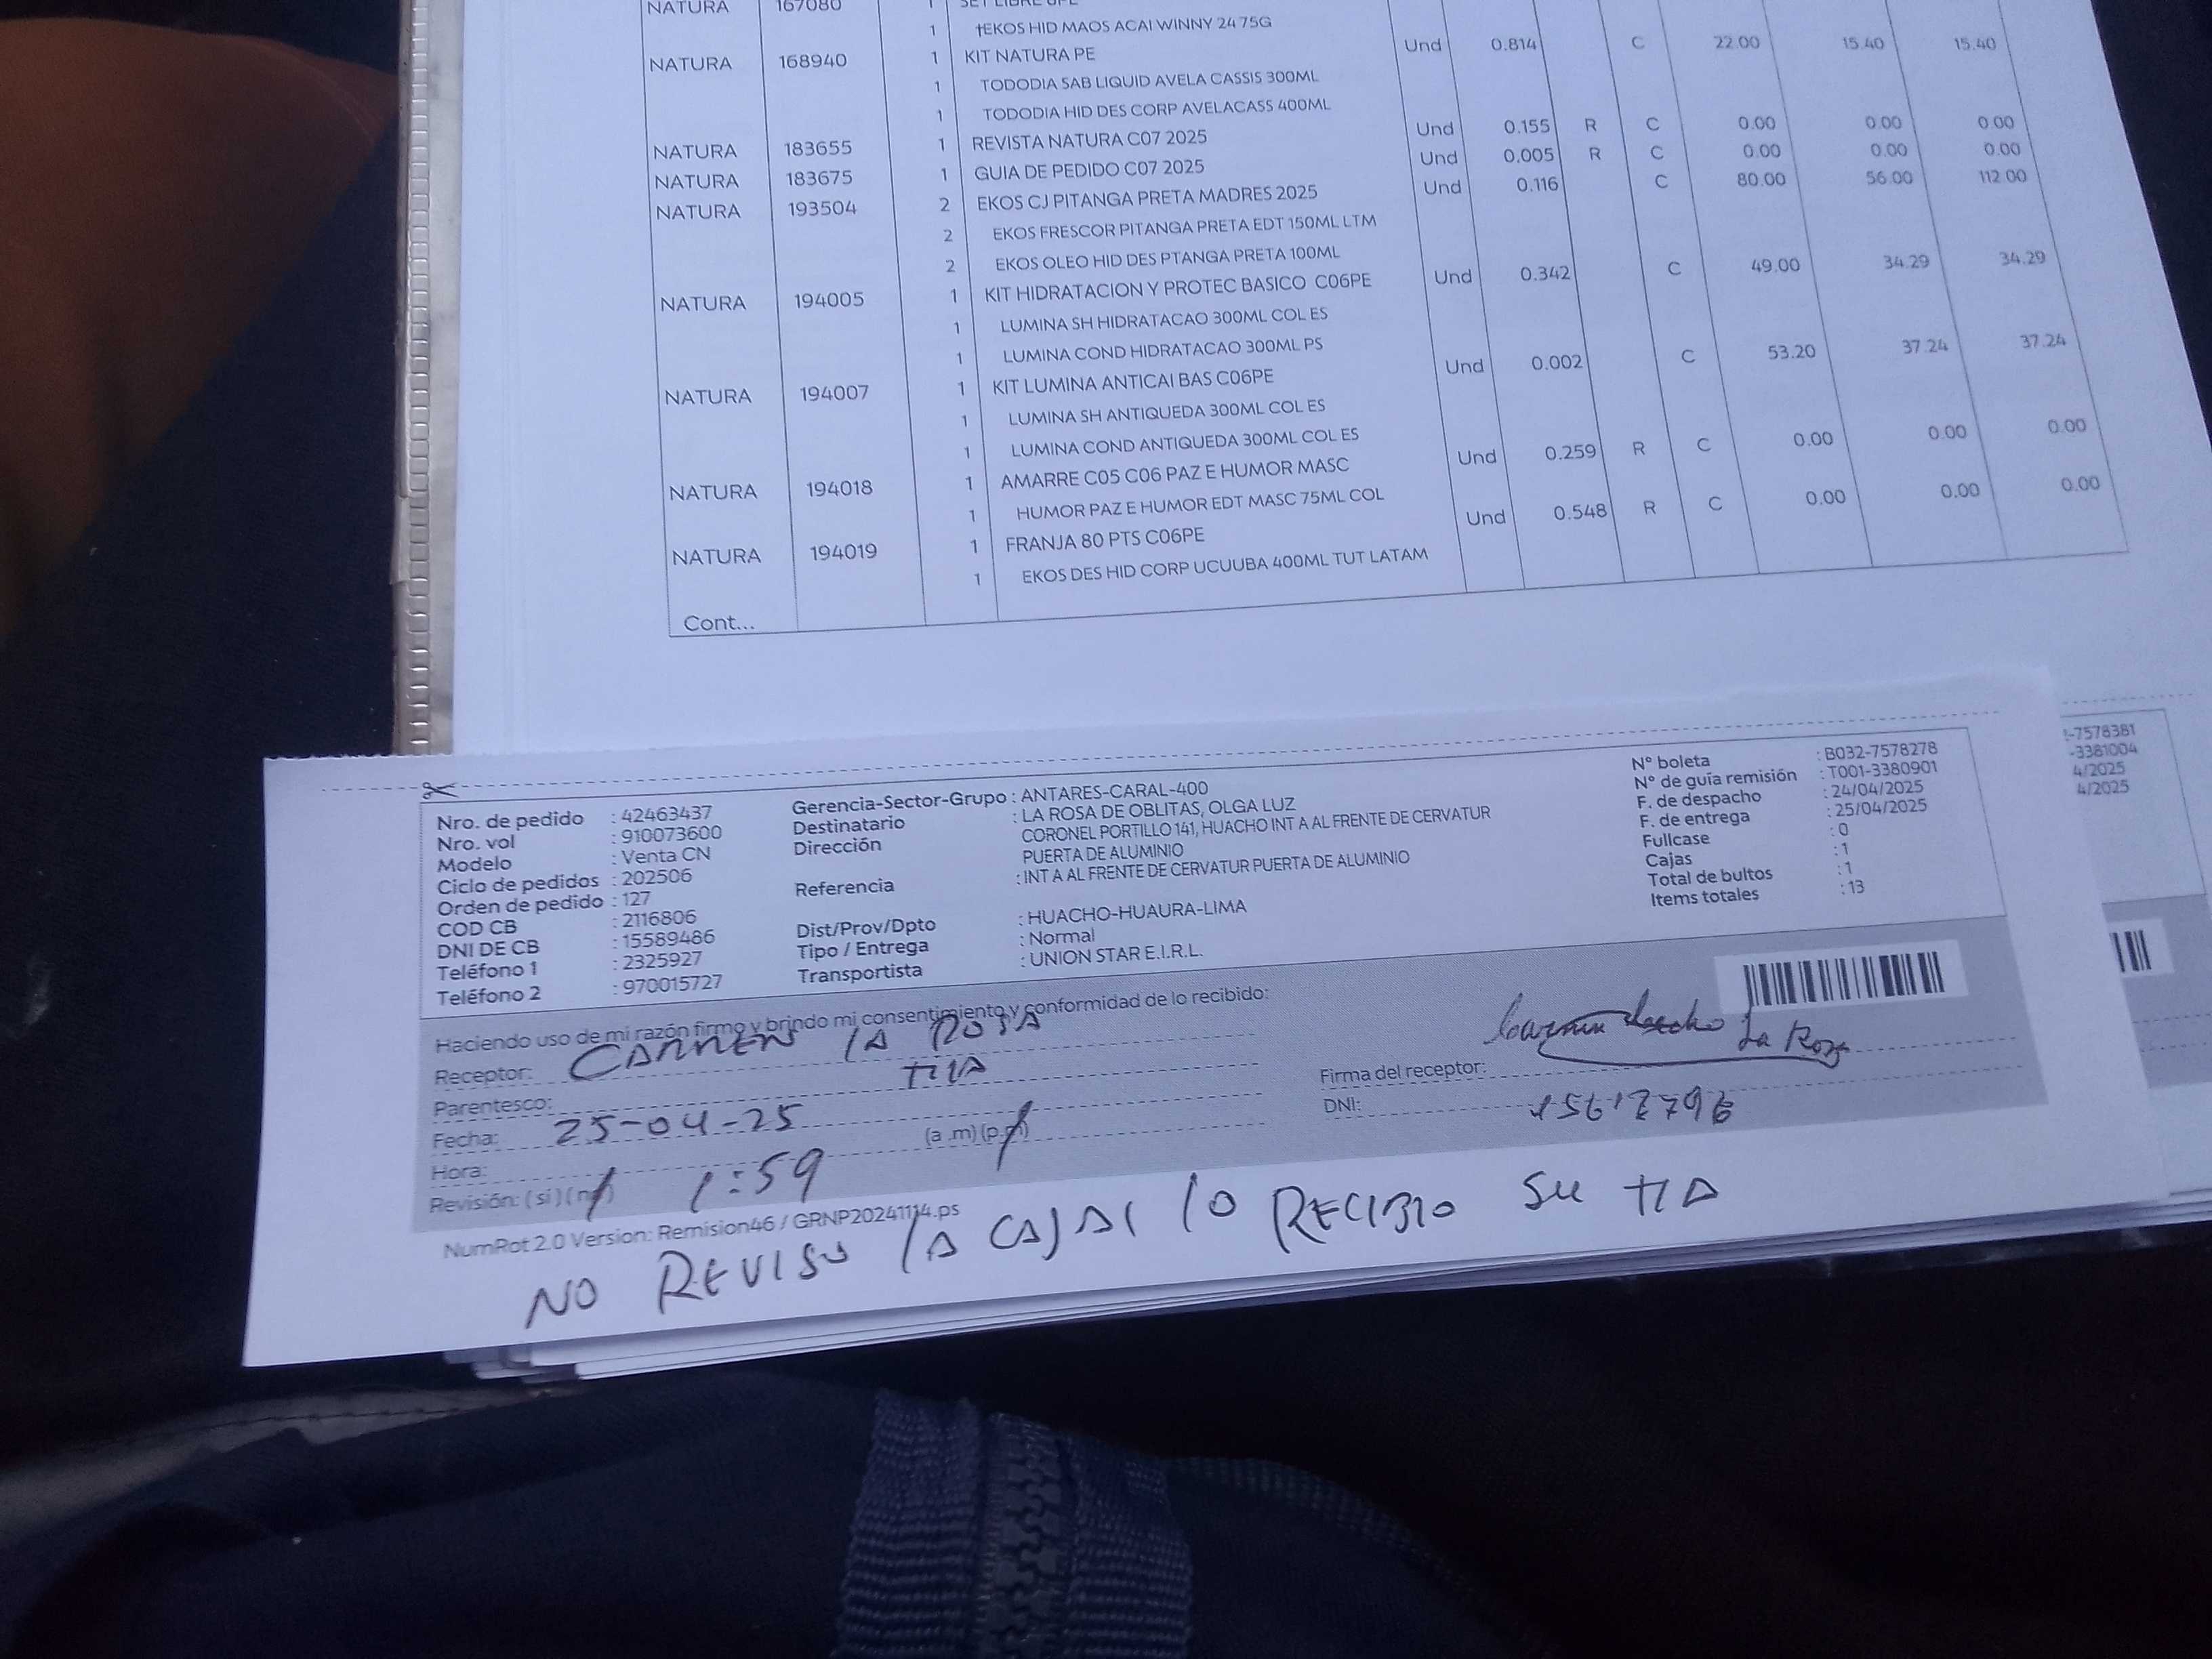 NATURA 167080 1 SET LIBRE
1 †EKOS HID MAOS ACAI WINNY 24 75G
NATURA 168940 1 KIT NATURA PE Und 0.814 C 22.00 15.40 15.40
1 TODODIA SAB LIQUID AVELA CASSIS 300ML
1 TODODIA HID DES CORP AVELACASS 400ML
NATURA 183655 1 REVISTA NATURA C07 2025 Und 0.155 R C 0.00 0.00 0.00
NATURA 183675 1 GUIA DE PEDIDO C07 2025 Und 0.005 R C 0.00 0.00 0.00
NATURA 193504 2 EKOS CJ PITANGA PRETA MADRES 2025 Und 0.116 C 80.00 56.00 112.00
2 EKOS FRESCOR PITANGA PRETA EDT 150ML LTM
2 EKOS OLEO HID DES PTANGA PRETA 100ML
NATURA 194005 1 KIT HIDRATACION Y PROTEC BASICO C06PE Und 0.342 C 49.00 34.29 34.29
1 LUMINA SH HIDRATACAO 300ML COL ES
1 LUMINA COND HIDRATACAO 300ML PS
NATURA 194007 1 KIT LUMINA ANTICAI BAS C06PE Und 0.002 C 53.20 37.24 37.24
1 LUMINA SH ANTIQUEDA 300ML COL ES
1 LUMINA COND ANTIQUEDA 300ML COL ES
NATURA 194018 1 AMARRE C05 C06 PAZ E HUMOR MASC Und 0.259 R C 0.00 0.00 0.00
1 HUMOR PAZ E HUMOR EDT MASC 75ML COL
NATURA 194019 1 FRANJA 80 PTS C06PE Und 0.548 R C 0.00 0.00 0.00
1 EKOS DES HID CORP UCUUBA 400ML TUT LATAM
Cont...
Nro. de pedido : 42463437
Nro. vol : 910073600
Modelo : Venta CN
Ciclo de pedidos : 202506
Orden de pedido : 127
COD CB : 2116806
DNI DE CB : 15589486
Teléfono 1 : 2325927
Teléfono 2 : 970015727
Gerencia-Sector-Grupo : ANTARES-CARAL-400
Destinatario : LA ROSA DE OBLITAS, OLGA LUZ
Dirección CORONEL PORTILLO 141, HUACHO INT A AL FRENTE DE CERVATUR
PUERTA DE ALUMINIO
Referencia : INT A AL FRENTE DE CERVATUR PUERTA DE ALUMINIO
Dist/Prov/Dpto : HUACHO-HUAURA-LIMA
Tipo / Entrega : Normal
Transportista : UNION STAR E.I.R.L.
N° boleta : B032-7578278
N° de guía remisión : T001-3380901
F. de despacho : 24/04/2025
F. de entrega : 25/04/2025
Fullcase : 0
Cajas : 1
Total de bultos : 1
Items totales : 13
-7578381
-3381004
4/2025
4/2025
Haciendo uso de mi razón firmo y brindo mi consentimiento y conformidad de lo recibido:
Receptor: CARMEN LA ROSA
Parentesco: TIA
Fecha: 25-04-25
Hora: 1:59 (a .m) (p.m)
Revisión: (si) (no)
Firma del receptor: La Rosa
DNI:
NumRot 2.0 Version: Remision46 / GRNP20241114.ps
NO REVISO LA CAJA LO RECIBIO SU TIA